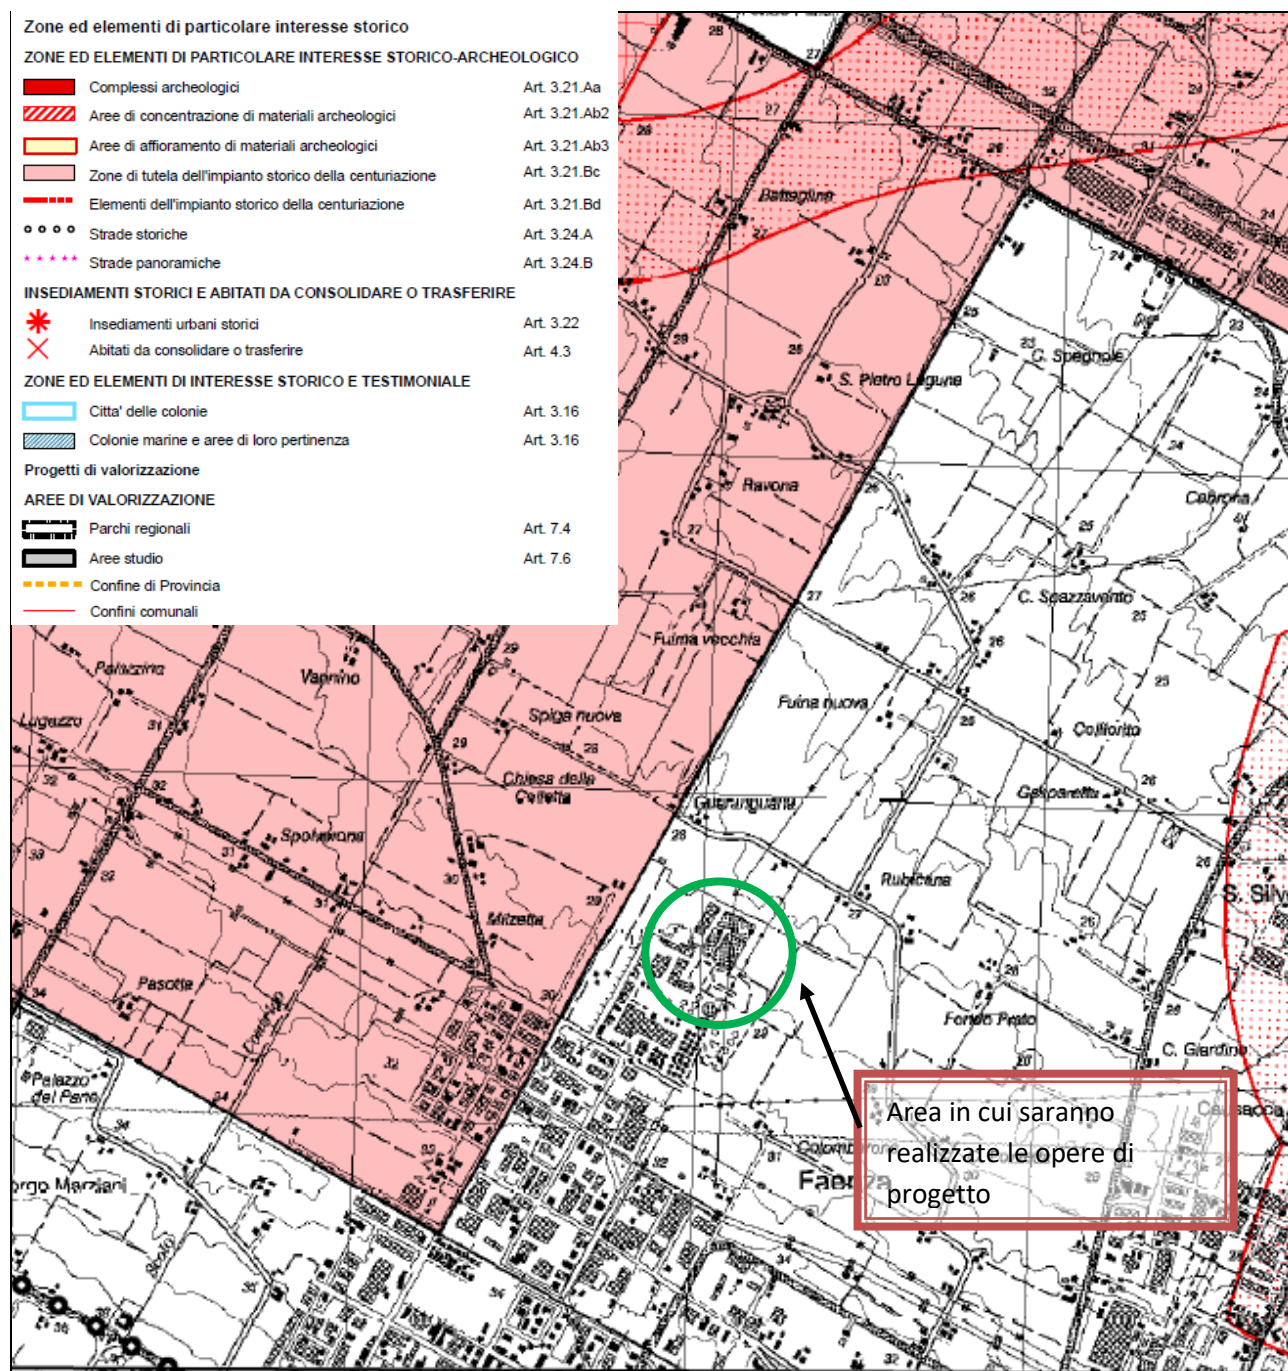 Zone ed elementi di particolare interesse storico
ZONE ED ELEMENTI DI PARTICOLARE INTERESSE STORICO-ARCHEOLOGICO
Complessi archeologici Art. 3.21.Aa
Aree di concentrazione di materiali archeologici Art. 3.21.Ab2
Aree di affioramento di materiali archeologici Art. 3.21.Ab3
Zone di tutela dell'impianto storico della centuriazione Art. 3.21.Bc
Elementi dell'impianto storico della centuriazione Art. 3.21.Bd
Strade storiche Art. 3.24.A
Strade panoramiche Art. 3.24.B
INSEDIAMENTI STORICI E ABITATI DA CONSOLIDARE O TRASFERIRE
Insediamenti urbani storici Art. 3.22
Abitati da consolidare o trasferire Art. 4.3
ZONE ED ELEMENTI DI INTERESSE STORICO E TESTIMONIALE
Citta' delle colonie Art. 3.16
Colonie marine e aree di loro pertinenza Art. 3.16
Progetti di valorizzazione
AREE DI VALORIZZAZIONE
Parchi regionali Art. 7.4
Aree studio Art. 7.6
Confine di Provincia
Confini comunali
Battaglina
C. Spagnole
S. Pietro Laguna
Ravona
Cebrona
C. Spazzavento
Fuina vecchia
Palazzina
Vannino
Lugazzo
Spiga nuova
Fuina nuova
Colfiorito
Chiesa della
Celletta
Guaranguana
Gasparetta
Rubicana
S. Silv
Milzetta
Pasotta
Fondo Prato
C. Giardino
Palazzo
del Pane
orgo Marziani
Faenza
Area in cui saranno
realizzate le opere di
progetto